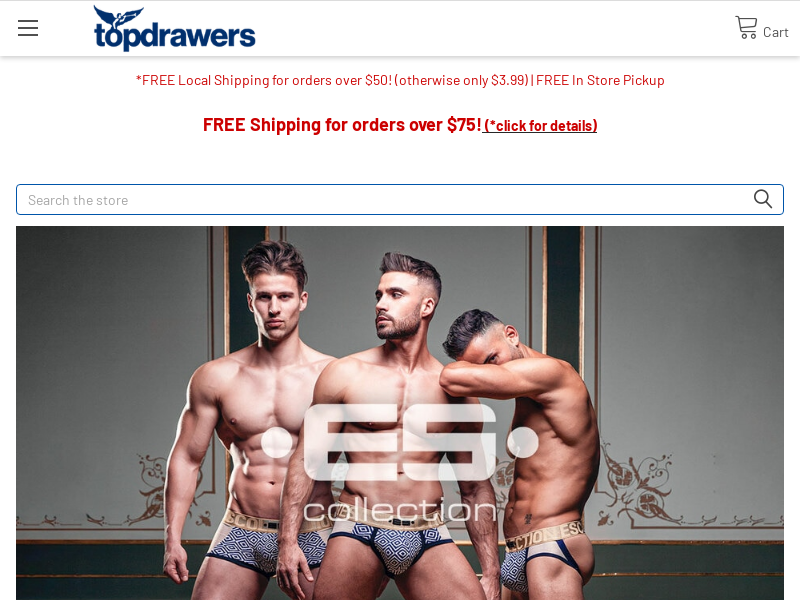 topdrawers
Cart
*FREE Local Shipping for orders over $50! (otherwise only $3.99) | FREE In Store Pickup
FREE Shipping for orders over $75! (*click for details)
Search the store
ES
collection